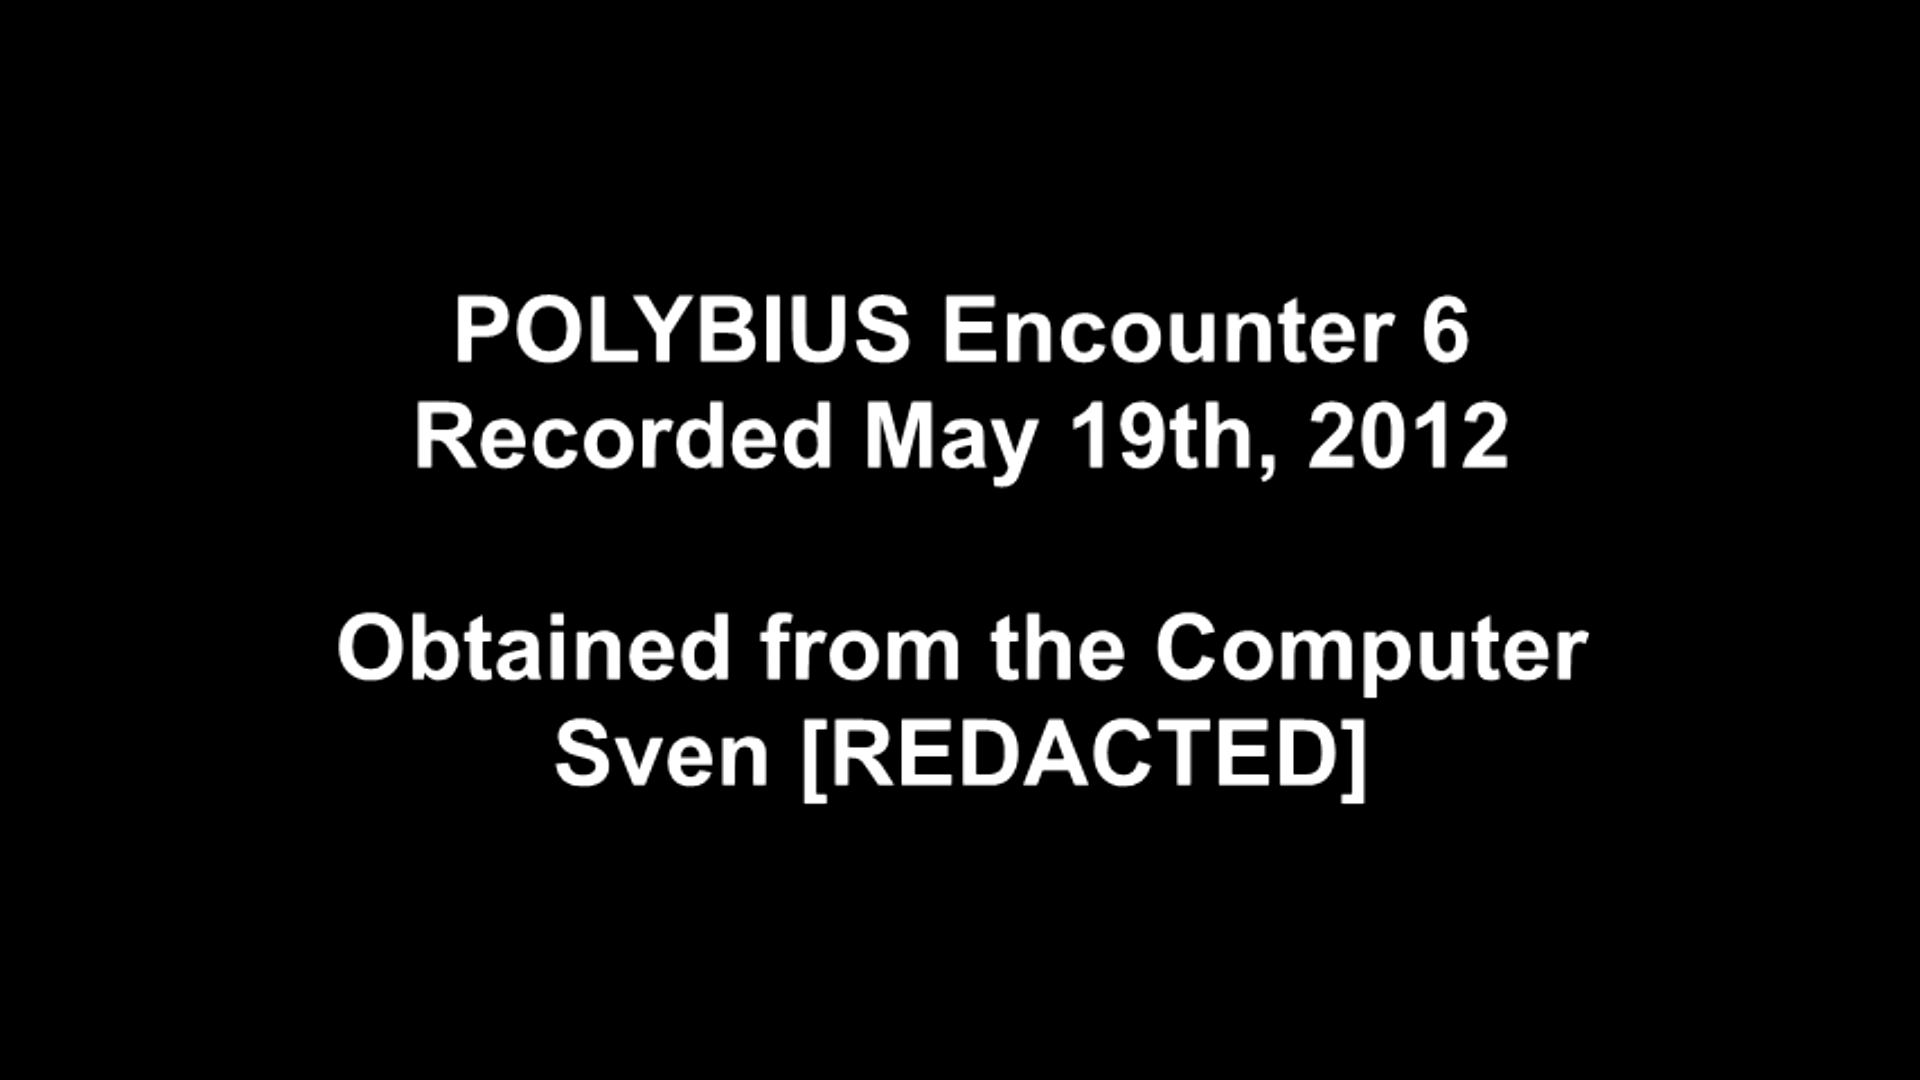 POLYBIUS Encounter 6
Recorded May 19th, 2012
Obtained from the Computer
Sven [REDACTED]